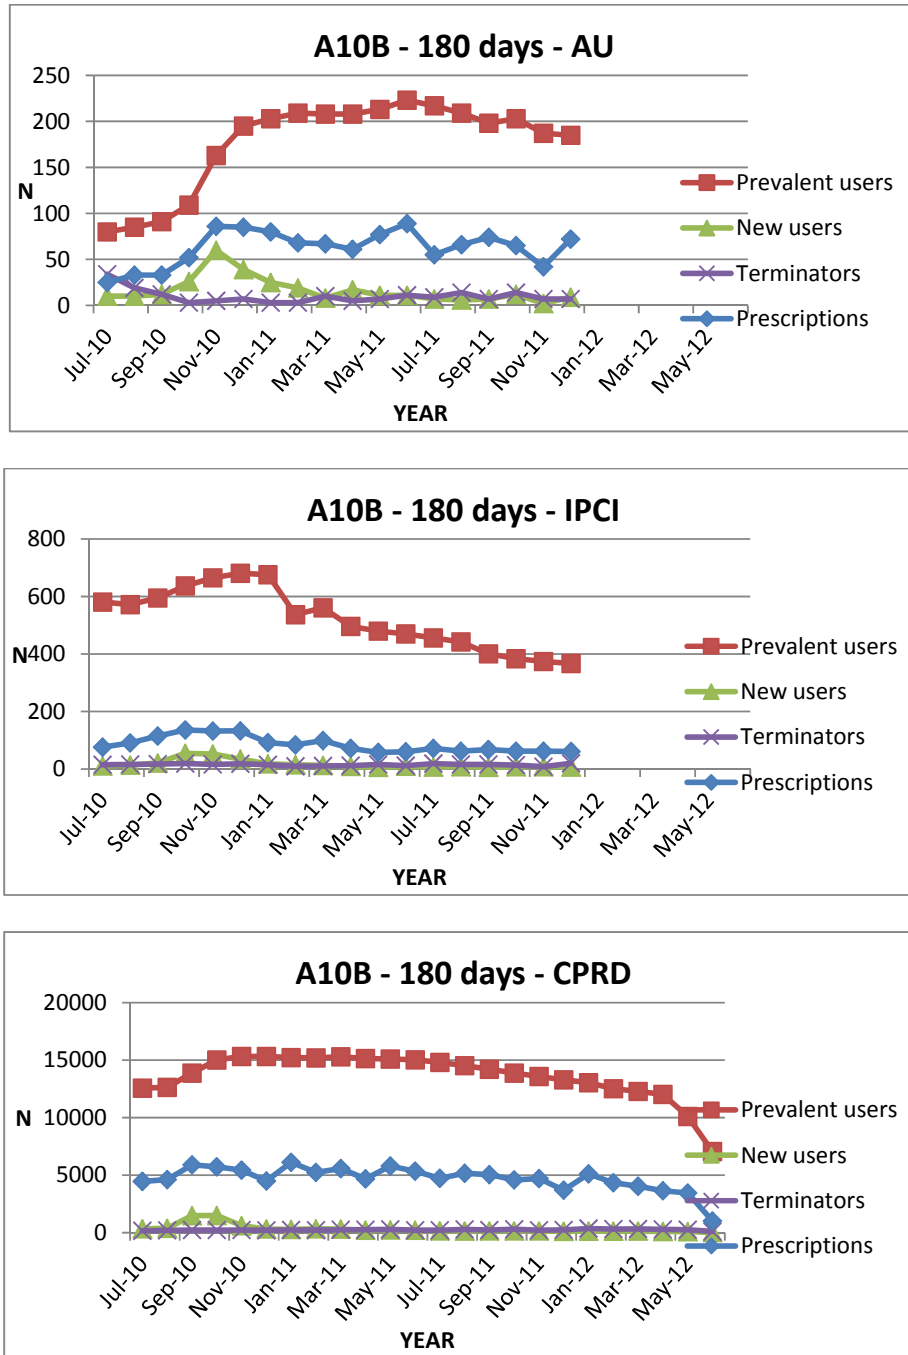 A10B - 180 days - AU
250
200
150
100
50
0
N
Prevalent users
New users
Terminators
Prescriptions
Jul-10
Sep-10
Nov-10
Jan-11
Mar-11
May-11
Jul-11
Sep-11
Nov-11
Jan-12
Mar-12
May-12
YEAR
A10B - 180 days - IPCI
800
600
400
200
0
N
Prevalent users
New users
Terminators
Prescriptions
Jul-10
Sep-10
Nov-10
Jan-11
Mar-11
May-11
Jul-11
Sep-11
Nov-11
Jan-12
Mar-12
May-12
YEAR
A10B - 180 days - CPRD
20000
15000
10000
5000
0
N
Prevalent users
New users
Terminators
Prescriptions
Jul-10
Sep-10
Nov-10
Jan-11
Mar-11
May-11
Jul-11
Sep-11
Nov-11
Jan-12
Mar-12
May-12
YEAR